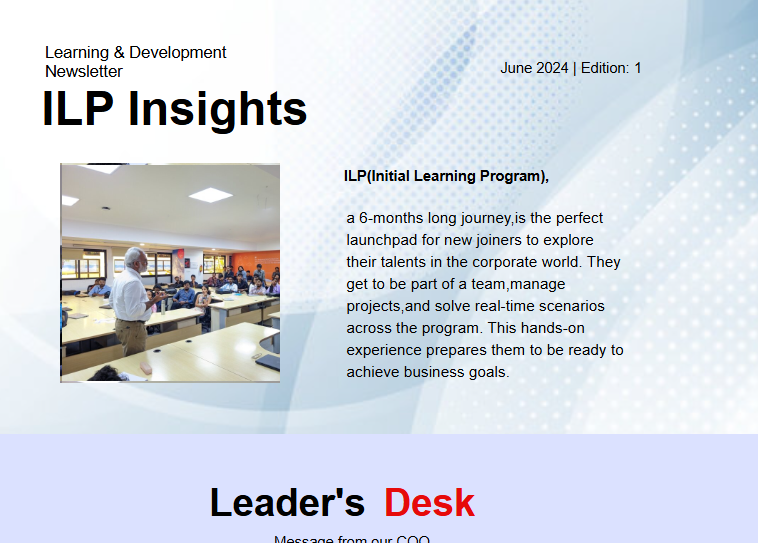 Learning & Development
Newsletter
June 2024 | Edition: 1
ILP Insights
ILP(Initial Learning Program),
a 6-months long journey,is the perfect
launchpad for new joiners to explore
their talents in the corporate world. They
get to be part of a team,manage
projects,and solve real-time scenarios
across the program. This hands-on
experience prepares them to be ready to
achieve business goals.
Leader's Desk
Message from our COO